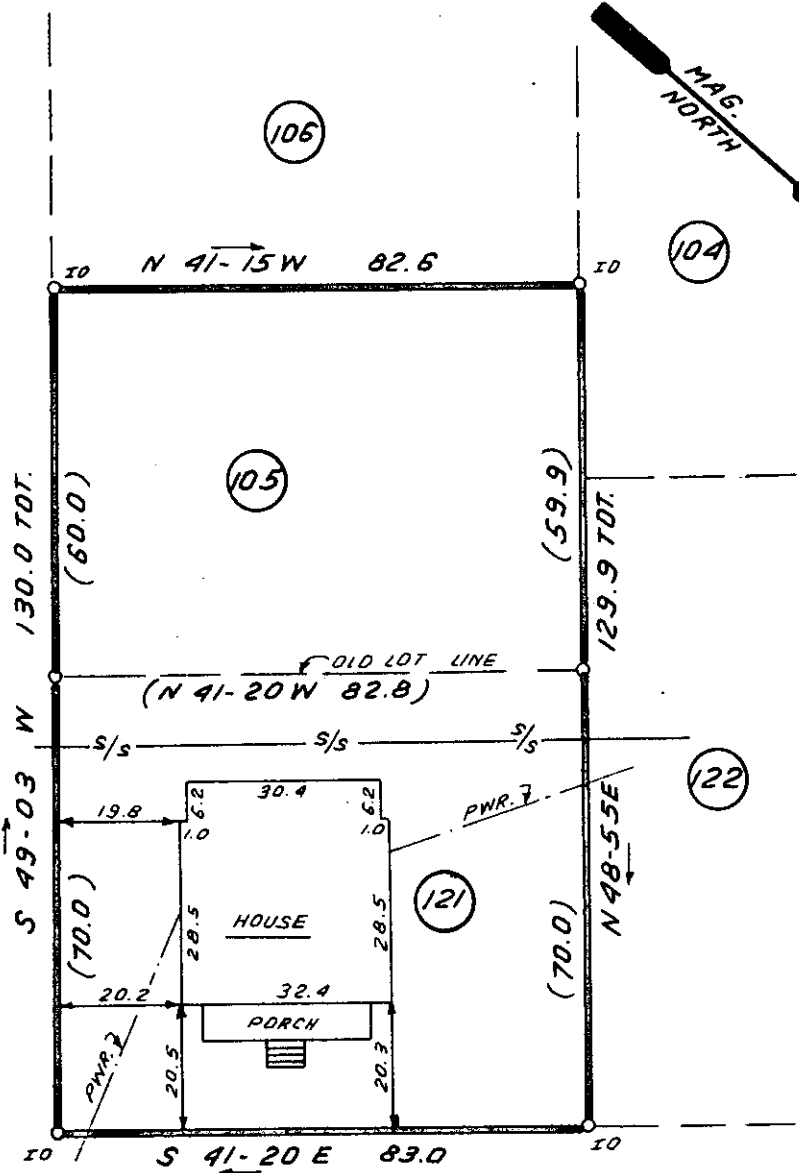 MAG.
NORTH
106
104
IO
N 41-15 W 82.6
IO
105
130.0 TOT.
(60.0)
(59.9)
129.9 TOT.
OLD LOT LINE
(N 41-20 W 82.8)
S/S
S/S
S/S
S 49-03 W
N 48-55 E
122
30.4
6.2
6.2
1.0
1.0
19.8
PWR.
121
HOUSE
28.5
28.5
(70.0)
(70.0)
20.2
32.4
PORCH
PWR.
20.5
20.3
IO
S 41-20 E 83.0
IO